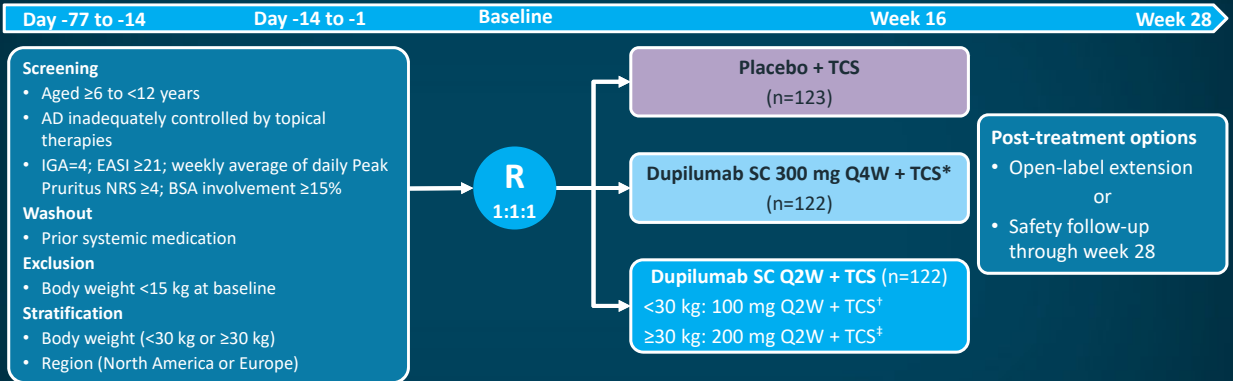 Day -77 to -14
Day -14 to -1
Baseline
Week 16
Week 28
Screening
• Aged ≥6 to <12 years
• AD inadequately controlled by topical
therapies
• IGA=4; EASI ≥21; weekly average of daily Peak
Pruritus NRS ≥4; BSA involvement ≥15%
Washout
• Prior systemic medication
Exclusion
• Body weight <15 kg at baseline
Stratification
• Body weight (<30 kg or ≥30 kg)
• Region (North America or Europe)
R
1:1:1
Placebo + TCS
(n=123)
Dupilumab SC 300 mg Q4W + TCS*
(n=122)
Dupilumab SC Q2W + TCS (n=122)
<30 kg: 100 mg Q2W + TCS†
≥30 kg: 200 mg Q2W + TCS‡
Post-treatment options
• Open-label extension
or
• Safety follow-up
through week 28